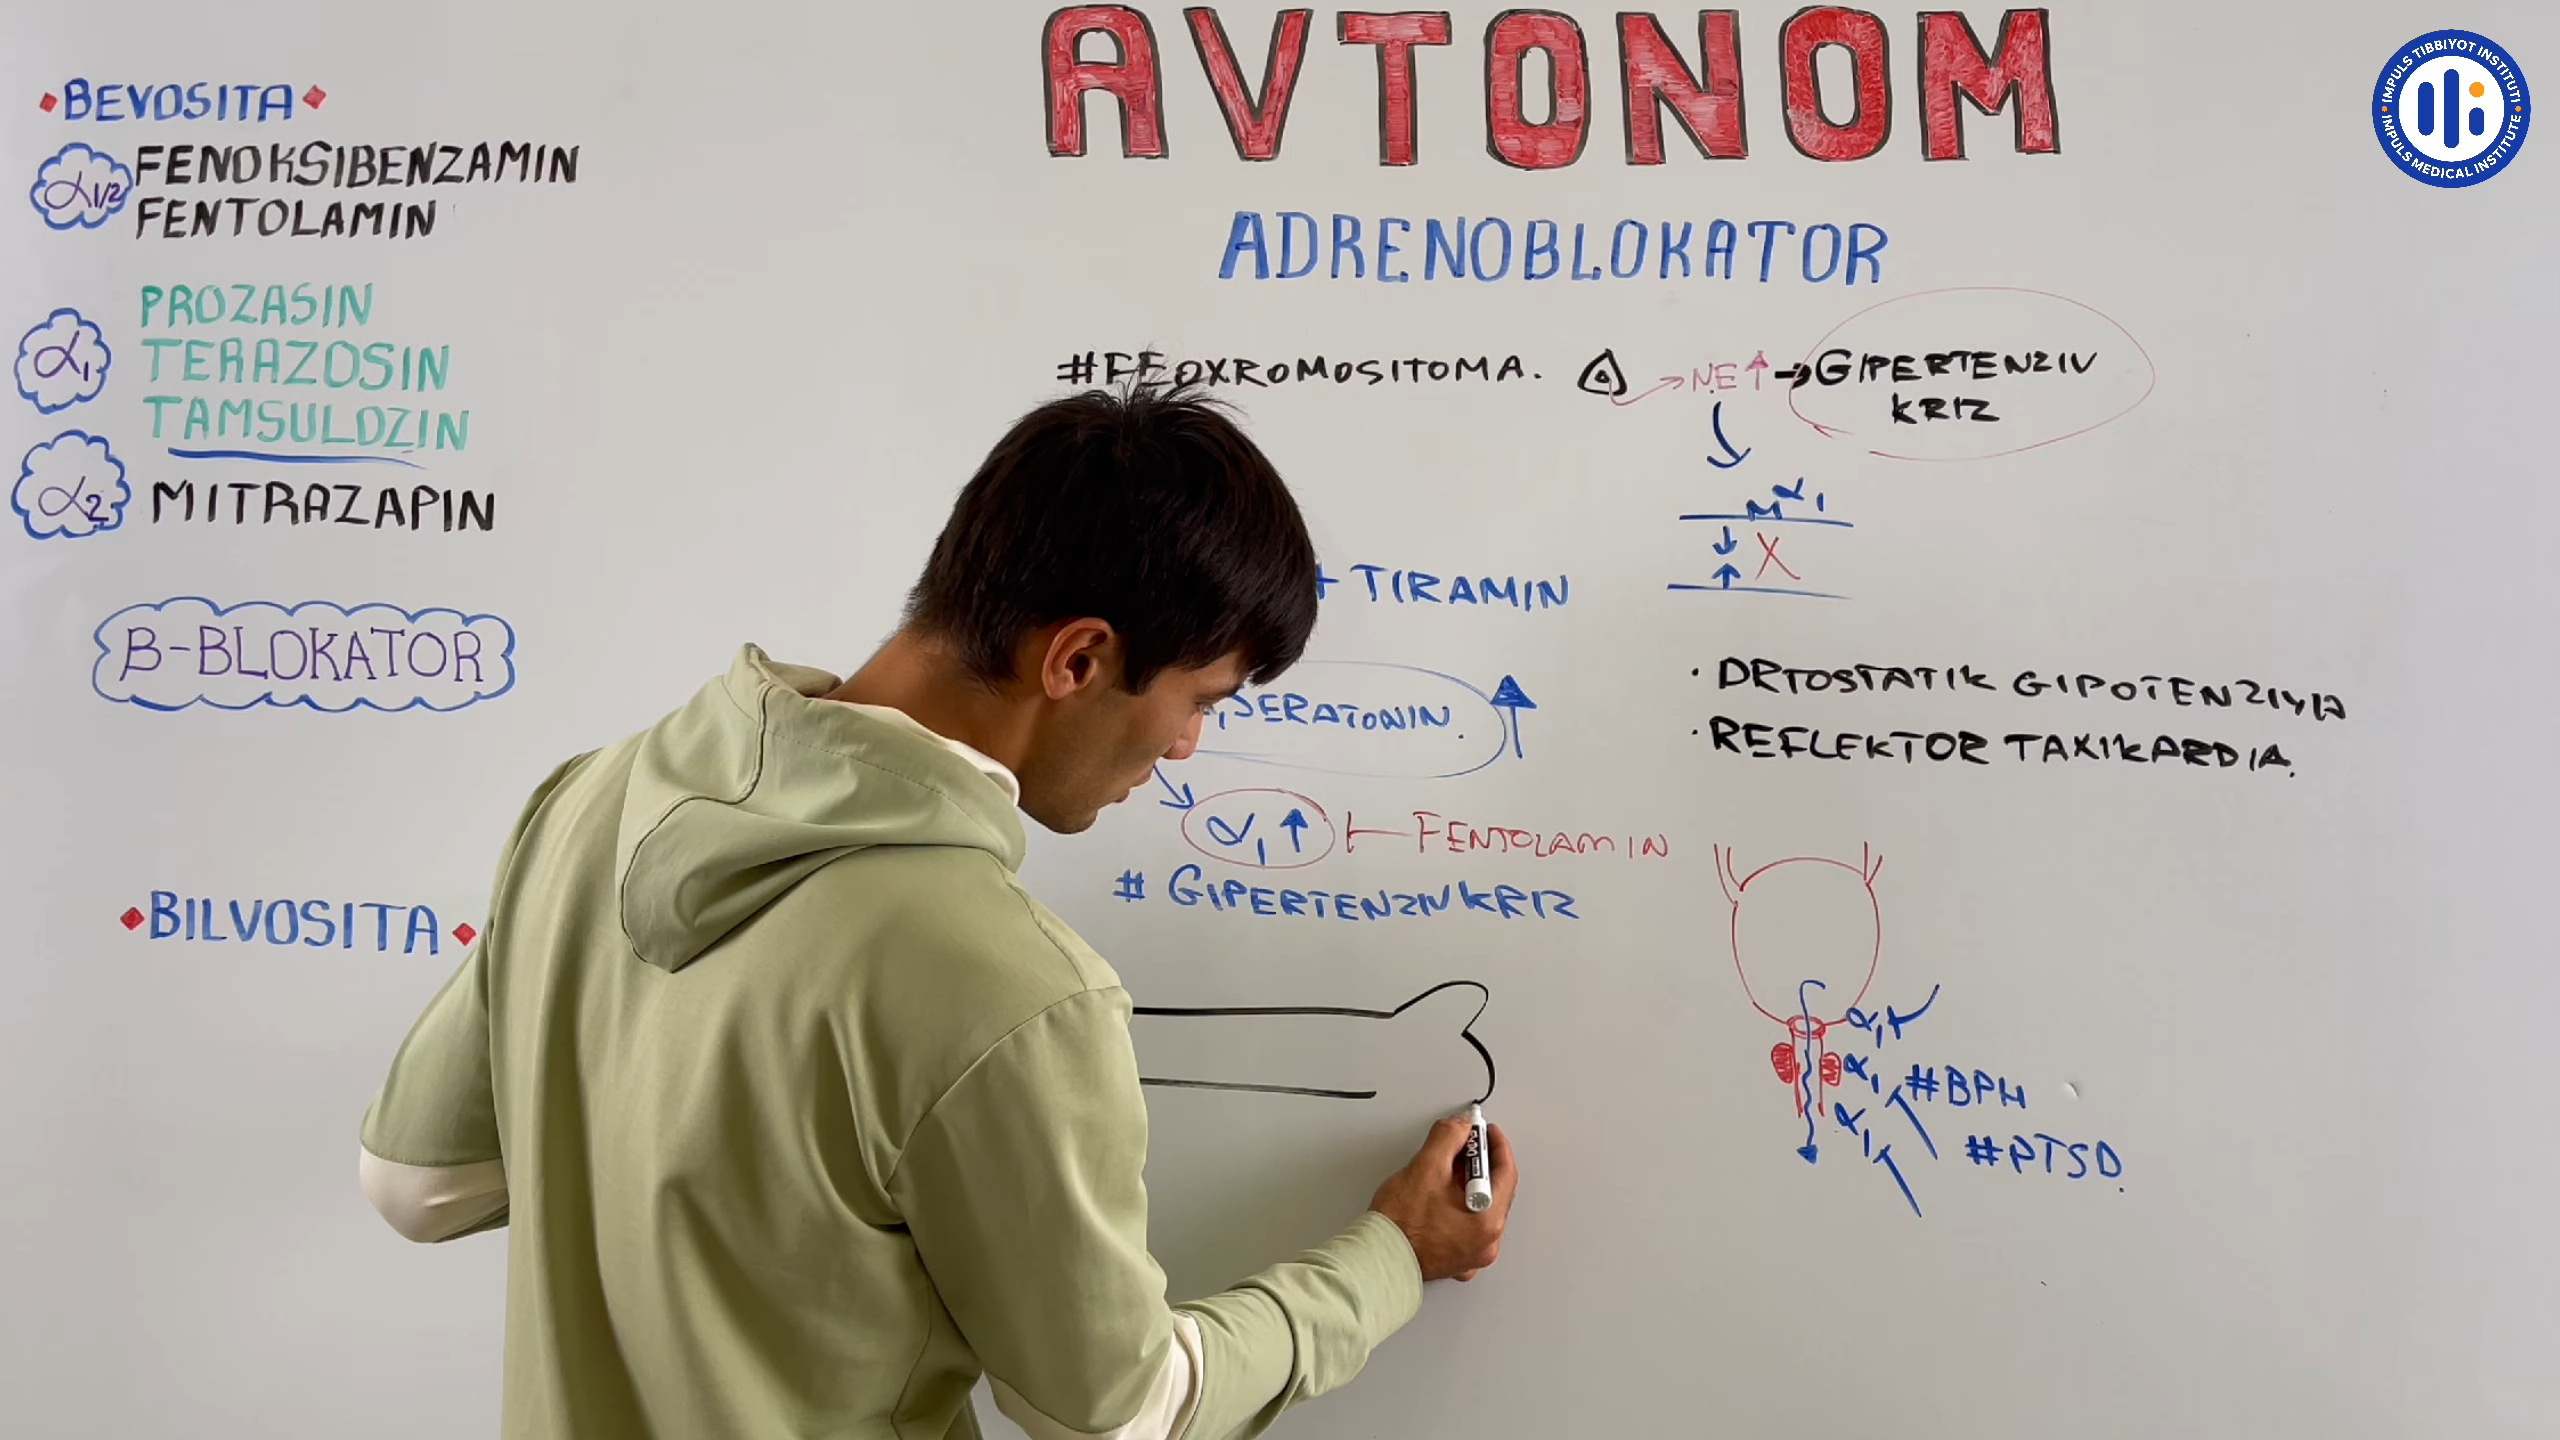 AVTONOM
ADRENOBLOKATOR
IMPULS TIBBIYOT INSTITUTI
IMPULS MEDICAL INSTITUTE
BEVOSITA
α1/2 FENOKSIBENZAMIN
FENTOLAMIN
α1 PROZASIN
TERAZOSIN
TAMSULOZIN
α2 MITRAZAPIN
β-BLOKATOR
BILVOSITA
#FEOXROMOSITOMA. → NE↑ → GIPERTENZIV
KRIZ
α1
X
+ TIRAMIN
SERATONIN. ↑
α1 ↑ FENTOLAMIN
# GIPERTENZIV KRIZ
· ORTOSTATIK GIPOTENZIYA
· REFLEKTOR TAXIKARDIA.
α1
α1 #BPH
α1 #PTSD.